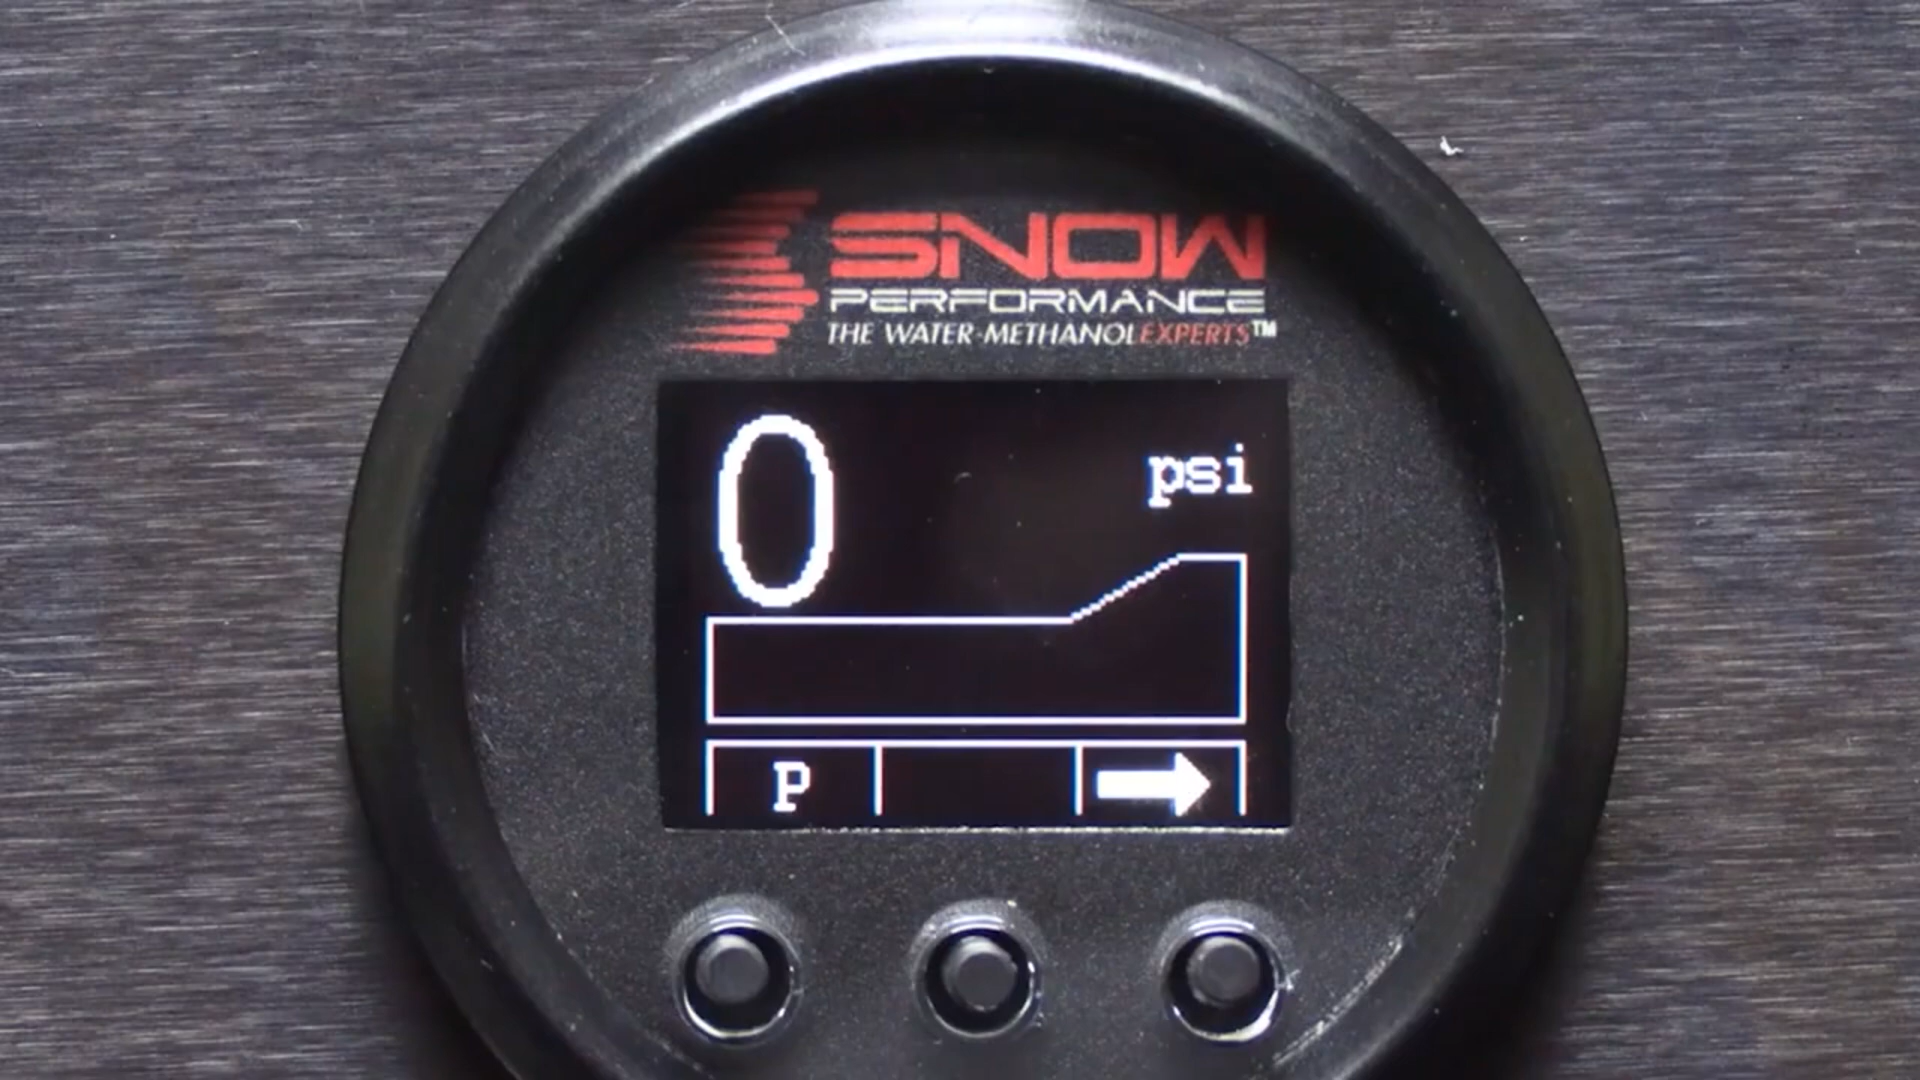 SNOW
PERFORMANCE
THE WATER-METHANOL EXPERTS™
0
psi
P